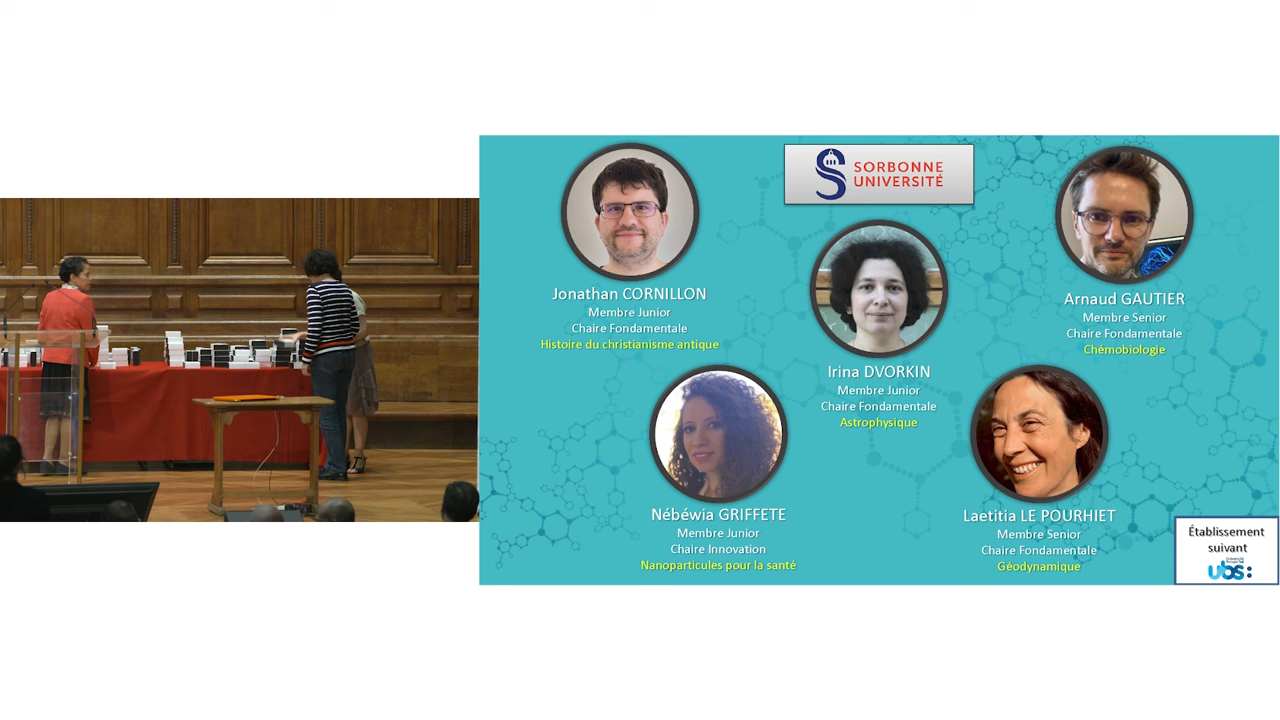 SORBONNE
UNIVERSITÉ
Jonathan CORNILLON
Membre Junior
Chaire Fondamentale
Histoire du christianisme antique
Irina DVORKIN
Membre Junior
Chaire Fondamentale
Astrophysique
Arnaud GAUTIER
Membre Senior
Chaire Fondamentale
Chémobiologie
Nébéwia GRIFFETE
Membre Junior
Chaire Innovation
Nanoparticules pour la santé
Laetitia LE POURHIET
Membre Senior
Chaire Fondamentale
Géodynamique
Établissement
suivant
ubs: